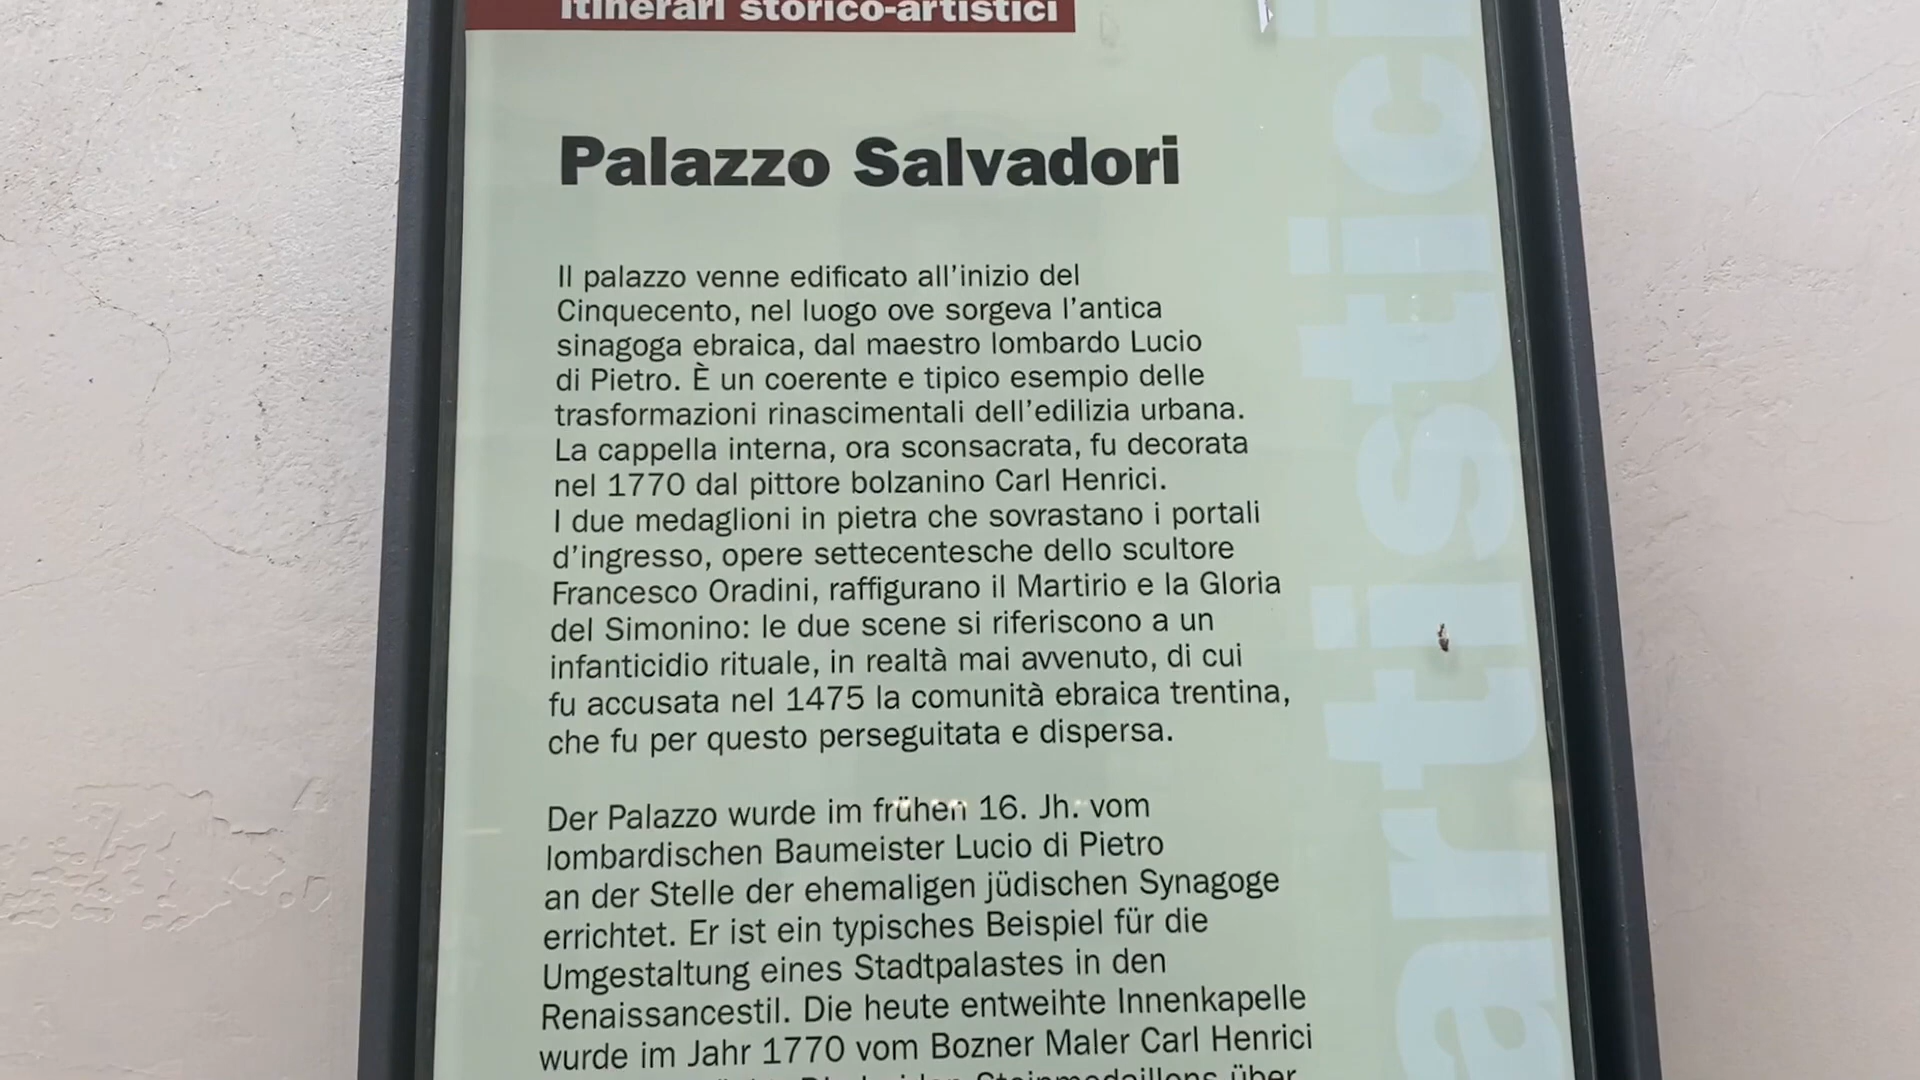 itinerari storico-artistici
Palazzo Salvadori
Il palazzo venne edificato all'inizio del
Cinquecento, nel luogo ove sorgeva l'antica
sinagoga ebraica, dal maestro lombardo Lucio
di Pietro. È un coerente e tipico esempio delle
trasformazioni rinascimentali dell'edilizia urbana.
La cappella interna, ora sconsacrata, fu decorata
nel 1770 dal pittore bolzanino Carl Henrici.
I due medaglioni in pietra che sovrastano i portali
d'ingresso, opere settecentesche dello scultore
Francesco Oradini, raffigurano il Martirio e la Gloria
del Simonino: le due scene si riferiscono a un
infanticidio rituale, in realtà mai avvenuto, di cui
fu accusata nel 1475 la comunità ebraica trentina,
che fu per questo perseguitata e dispersa.
Der Palazzo wurde im frühen 16. Jh. vom
lombardischen Baumeister Lucio di Pietro
an der Stelle der ehemaligen jüdischen Synagoge
errichtet. Er ist ein typisches Beispiel für die
Umgestaltung eines Stadtpalastes in den
Renaissancestil. Die heute entweihte Innenkapelle
wurde im Jahr 1770 vom Bozner Maler Carl Henrici
Steinmedaillons über
artistici